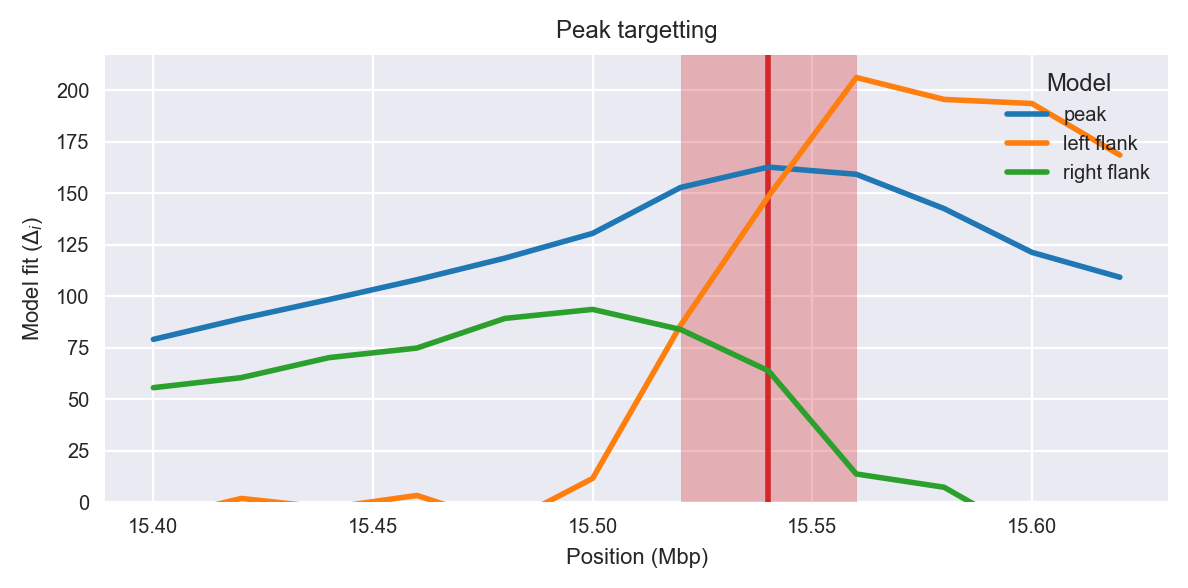 Peak targetting
Model fit (Δi)
200
175
150
125
100
75
50
25
0
15.40
15.45
15.50
15.55
15.60
Position (Mbp)
Model
peak
left flank
right flank